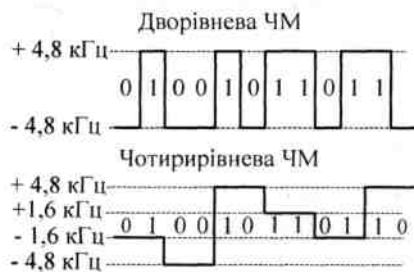 Дворівнева ЧМ
+ 4,8 кГц
0 1 0 0 1 0 1 1 0 1 1
- 4,8 кГц
Чотирирівнева ЧМ
+ 4,8 кГц
+1,6 кГц
0 1 0 0 1 0 1 1 0 1 1 0
- 1,6 кГц
- 4,8 кГц